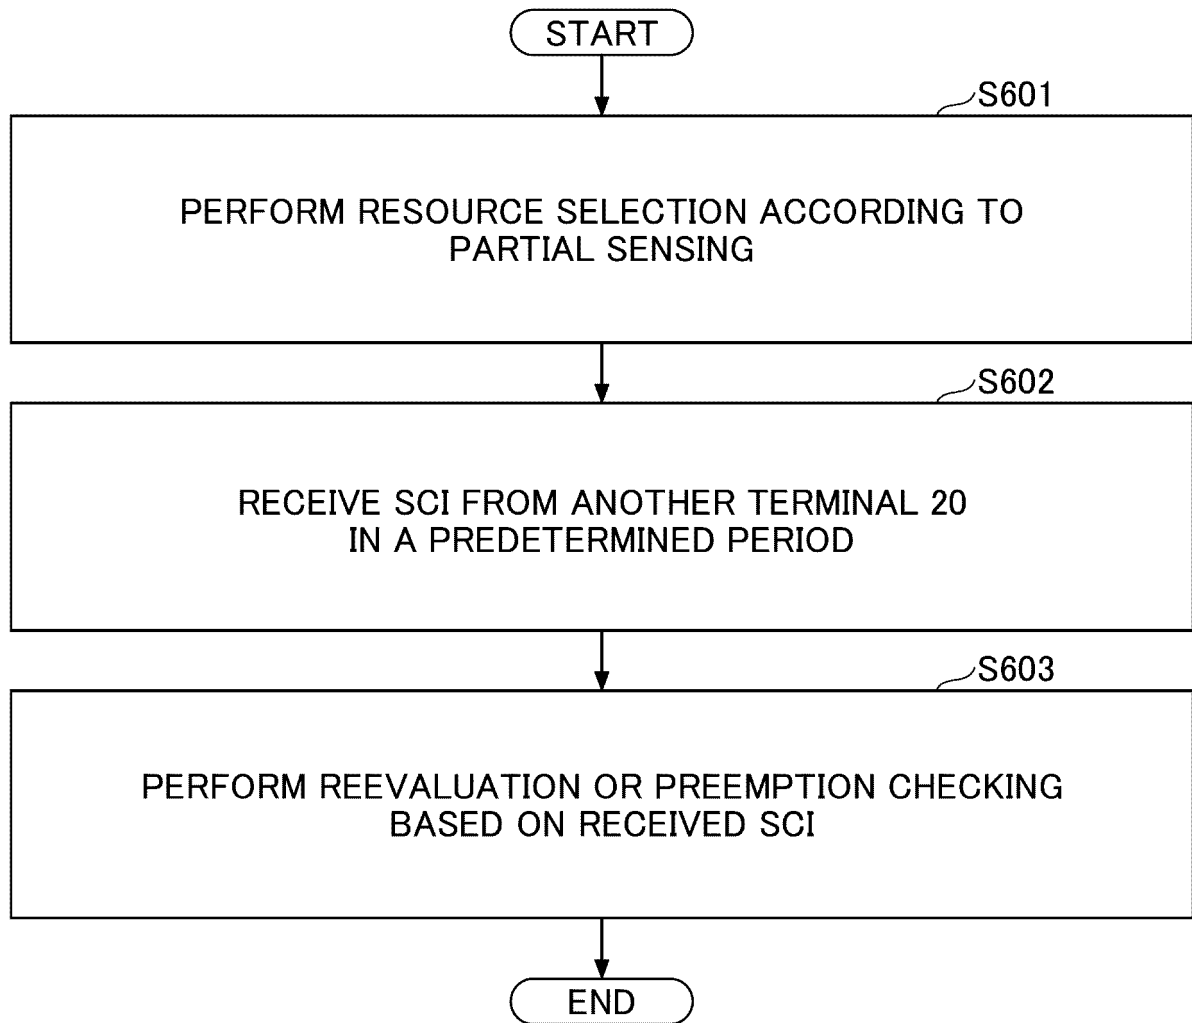 START
S601
PERFORM RESOURCE SELECTION ACCORDING TO
PARTIAL SENSING
S602
RECEIVE SCI FROM ANOTHER TERMINAL 20
IN A PREDETERMINED PERIOD
S603
PERFORM REEVALUATION OR PREEMPTION CHECKING
BASED ON RECEIVED SCI
END